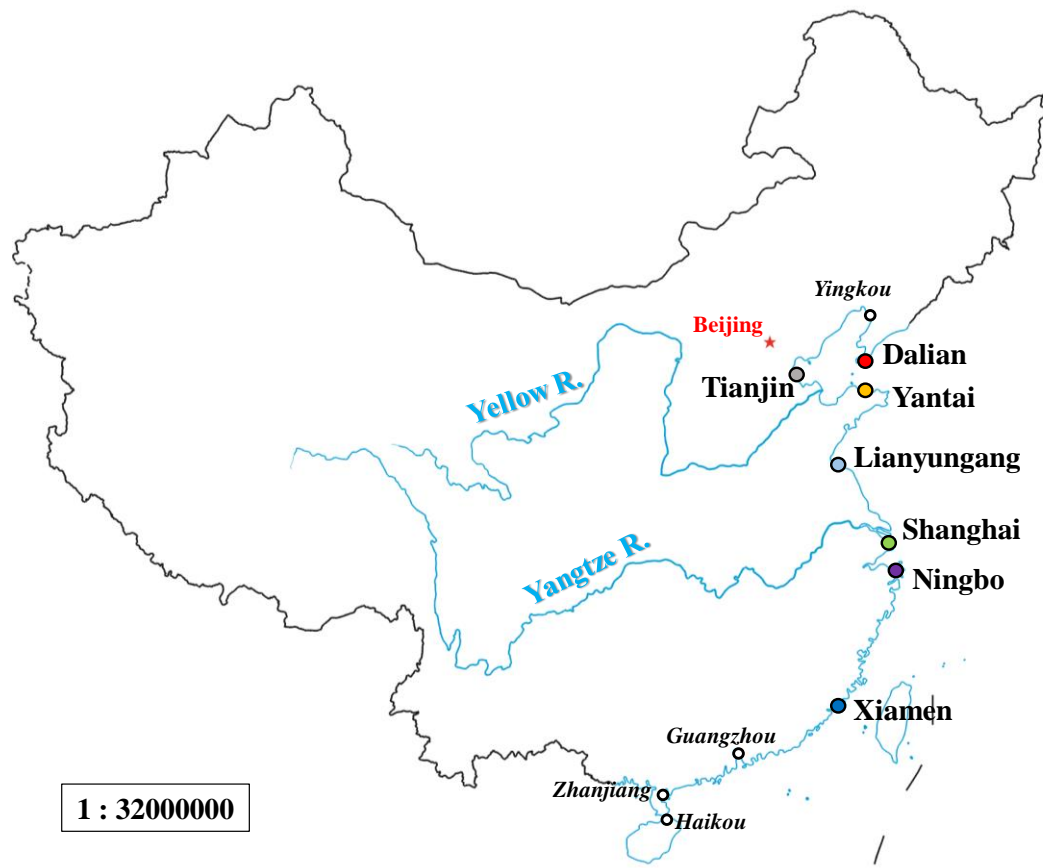 Yingkou
Beijing
Dalian
Tianjin
Yantai
Yellow R.
Lianyungang
Shanghai
Yangtze R.
Ningbo
Xiamen
Guangzhou
Zhanjiang
Haikou
1 : 32000000